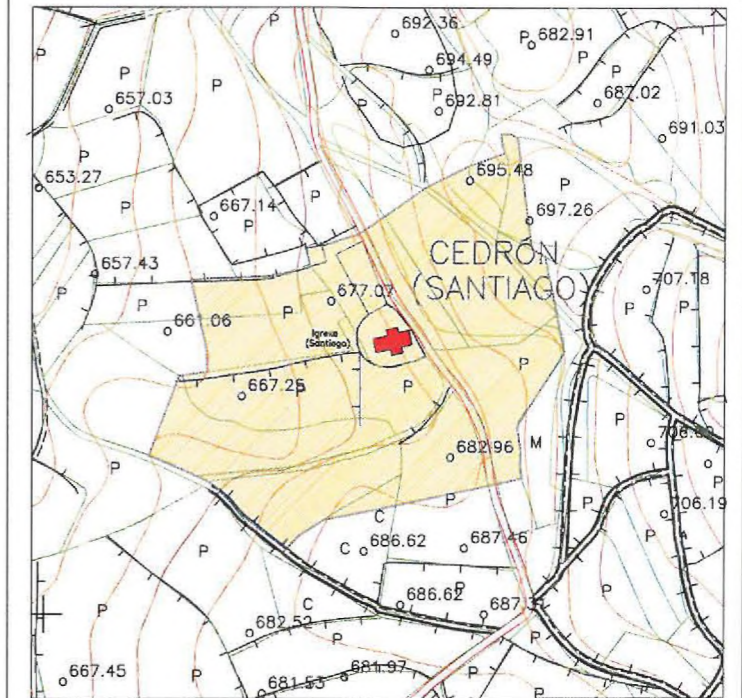 692.36
P
P 682.91
P
694.49
P
P
P
657.03
P
P
P
692.81
687.02
691.03
P
653.27
695.48
P
P
P
667.14
P
697.26
CEDRÓN
(SANTIAGO)
657.43
707.18
P
677.07
P
P
P
661.06
Igrexa
(Santiago)
P
P
667.25
P
P
P
682.96
M
P
P
P
C
P
706.19
C
686.62
687.46
P
P
P
P
C
686.62
682.52
P
P
P
667.45
P
681.53
681.97
P
P
P